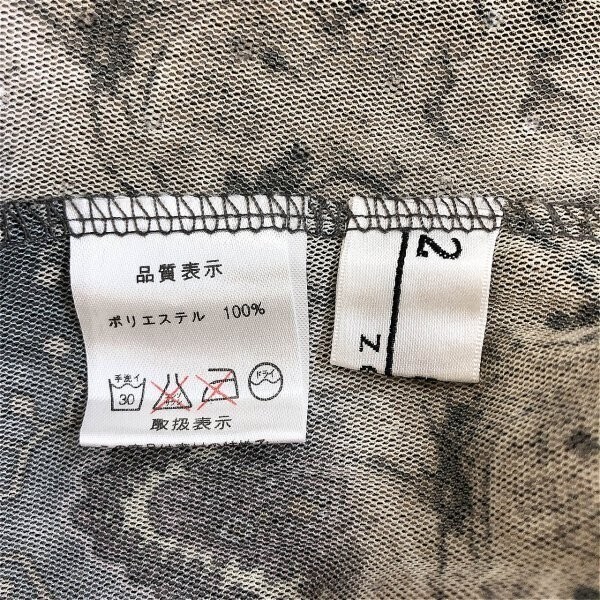 品質表示
ポリエステル 100%
手洗イ
30
ドライ
取扱表示
2